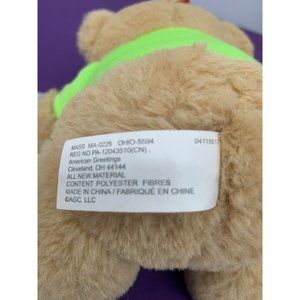 MASS MA-0226 OHIO-5594 0411951
REG NO PA-12043510(CN) .
American Greetings
Cleveland, OH 44144
ALL NEW MATERIAL
CONTENT POLYESTER FIBRES
MADE IN CHINA / FABRIQUÉ EN CHINE
©AGC, LLC